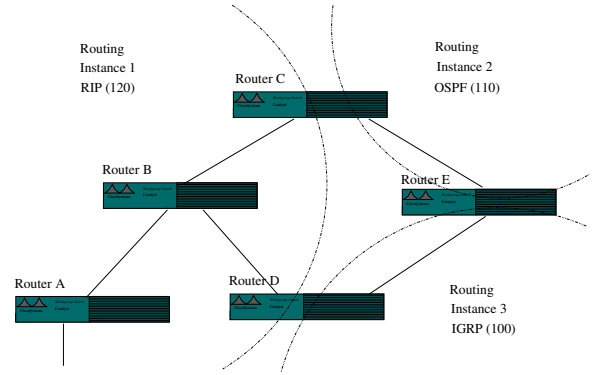 Routing
Instance 1
RIP (120)
Routing
Instance 2
OSPF (110)
Router C
Router B
Router E
Router A
Router D
Routing
Instance 3
IGRP (100)